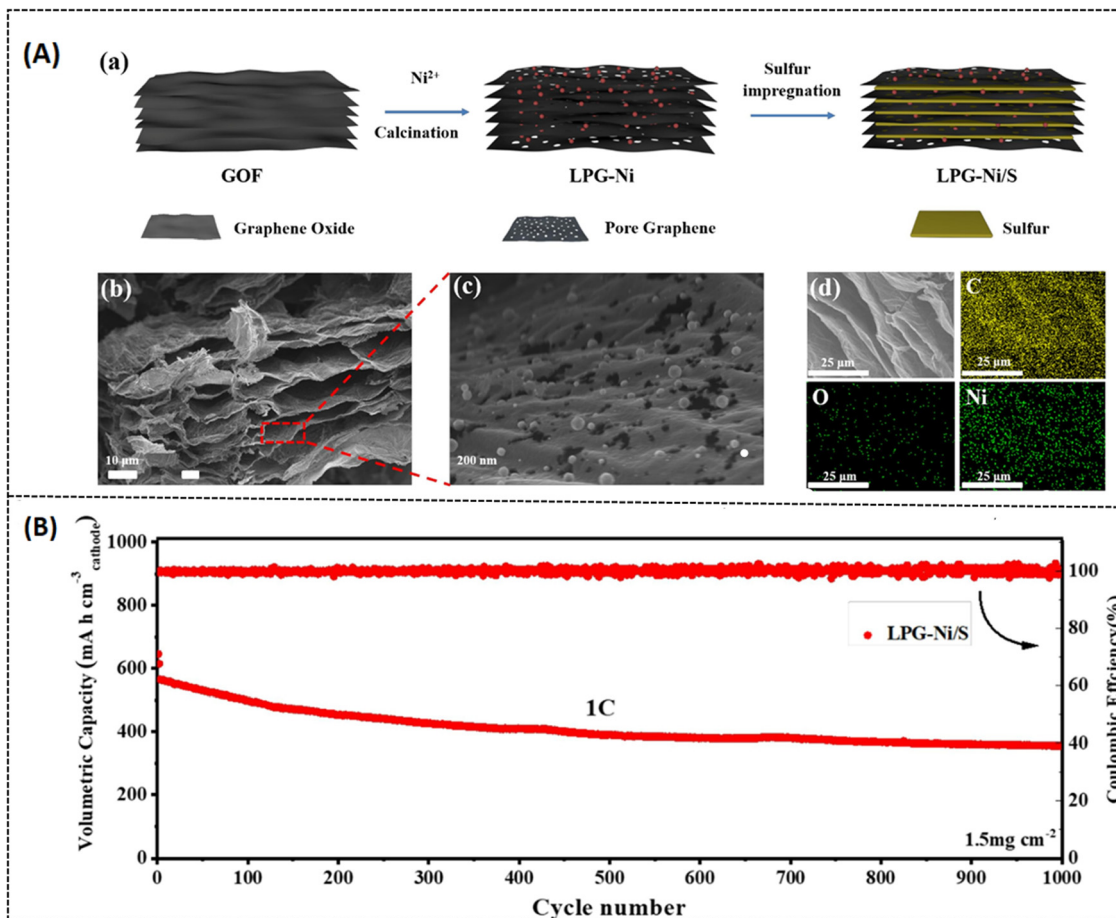 (A)
(a)
Ni²⁺
Calcination
Sulfur
impregnation
GOF
LPG-Ni
LPG-Ni/S
Graphene Oxide
Pore Graphene
Sulfur
(b)
10 μm
(c)
200 nm
(d)
25 μm
C
25 μm
O
25 μm
Ni
25 μm
(B)
Volumetric Capacity (mA h cm⁻³ cathode)
1000
800
600
400
200
0
LPG-Ni/S
1C
1.5mg cm⁻²
100
80
60
40
20
0
Coulombic Effciency(%)
0 100 200 300 400 500 600 700 800 900 1000
Cycle number